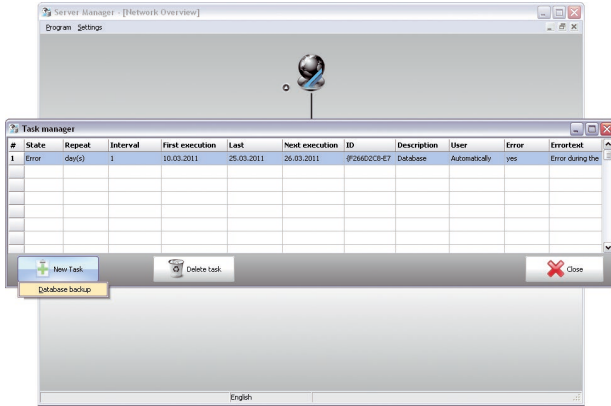 Server Manager - [Network Overview]
Program Settings
Task manager
# State Repeat Interval First execution Last Next execution ID Description User Error Errortext
1 Error day(s) 1 10.03.2011 25.03.2011 26.03.2011 {F266D2C8-E7 Database Automatically yes Error during the
New Task
Delete task
Close
Database backup
English